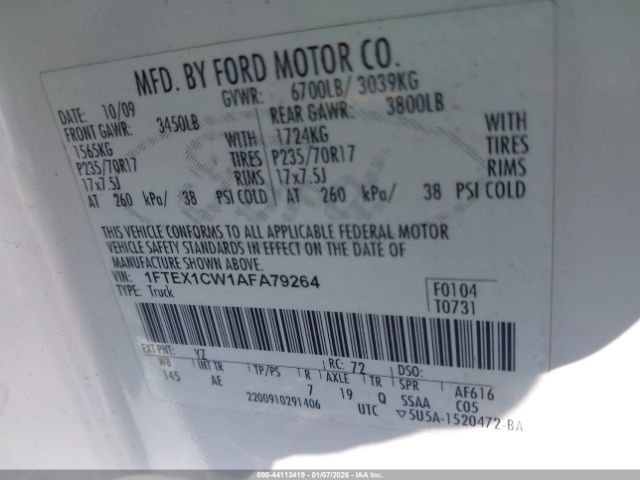 MFD. BY FORD MOTOR CO.
DATE: 10/09 GVWR: 6700LB/ 3039KG
FRONT GAWR: 3450LB REAR GAWR: 3800LB
1565KG WITH 1724KG WITH
P235/70R17 TIRES P235/70R17 TIRES
17x7.5J RIMS 17x7.5J RIMS
AT 260 kPa/ 38 PSI COLD AT 260 kPa/ 38 PSI COLD
THIS VEHICLE CONFORMS TO ALL APPLICABLE FEDERAL MOTOR
VEHICLE SAFETY STANDARDS IN EFFECT ON THE DATE OF
MANUFACTURE SHOWN ABOVE.
VIN: 1FTEX1CW1AFA79264 F0104
TYPE: Truck T0731
EXT PNT: YZ RC: 72 DSO:
WB INT TR TP/PS R AXLE TR SPR AF616
145 AE 7 19 Q SSAA C05
2200910291406 UTC ▽5U5A-1520472-BA
000-44113419 - 01/07/2026 - IAAI.COM